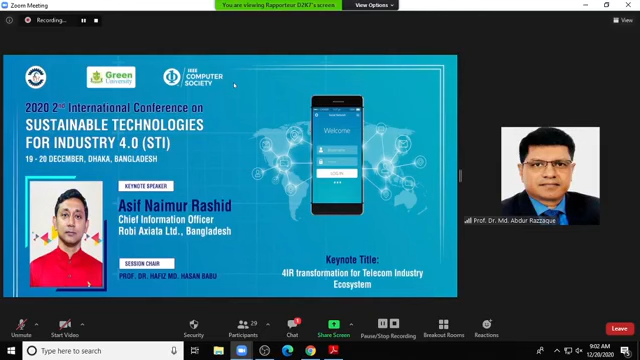 Zoom Meeting
You are viewing Rapporteur D2K7's screen
View Options
Recording...
View
Green
University
IEEE
COMPUTER
SOCIETY
2020 2nd International Conference on
SUSTAINABLE TECHNOLOGIES
FOR INDUSTRY 4.0 (STI)
19 - 20 DECEMBER, DHAKA, BANGLADESH
KEYNOTE SPEAKER
Asif Naimur Rashid
Chief Information Officer
Robi Axiata Ltd., Bangladesh
SESSION CHAIR
PROF. DR. HAFIZ MD. HASAN BABU
Welcome
LOG IN
Keynote Title:
4IR transformation for Telecom Industry
Ecosystem
Prof. Dr. Md. Abdur Razzaque
Unmute
Start Video
Security
Participants
29
Chat
1
Share Screen
Pause/Stop Recording
Breakout Rooms
Reactions
Leave
Type here to search
9:02 AM
12/20/2020